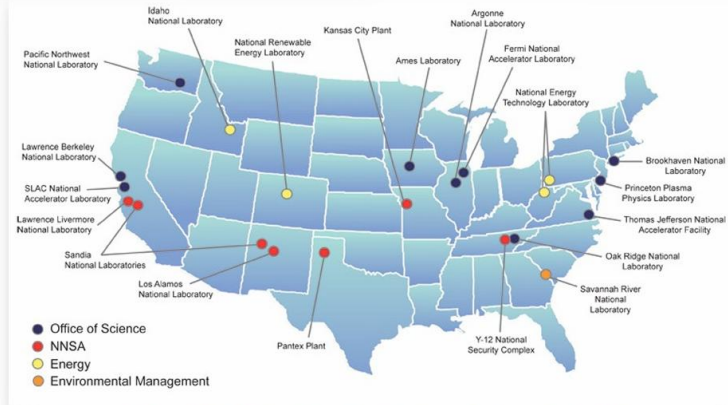 Idaho
National Laboratory
Pacific Northwest
National Laboratory
National Renewable
Energy Laboratory
Kansas City Plant
Argonne
National Laboratory
Ames Laboratory
Fermi National
Accelerator Laboratory
National Energy
Technology Laboratory
Lawrence Berkeley
National Laboratory
SLAC National
Accelerator Laboratory
Lawrence Livermore
National Laboratory
Sandia
National Laboratories
Los Alamos
National Laboratory
Pantex Plant
Brookhaven National
Laboratory
Princeton Plasma
Physics Laboratory
Thomas Jefferson National
Accelerator Facility
Oak Ridge National
Laboratory
Savannah River
National
Laboratory
Y-12 National
Security Complex
Office of Science
NNSA
Energy
Environmental Management